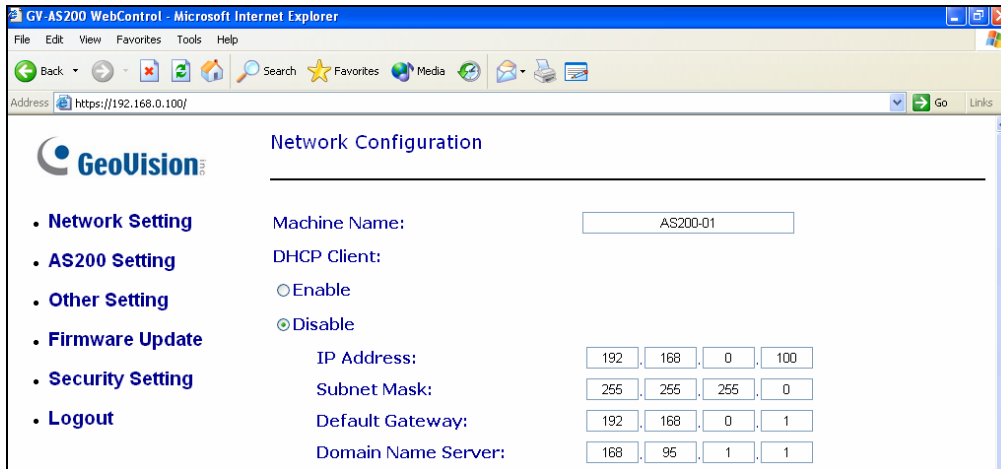 GV-AS200 WebControl - Microsoft Internet Explorer
File Edit View Favorites Tools Help
Back Search Favorites Media
Address https://192.168.0.100/ Go Links
GeoVision inc
Network Configuration
• Network Setting
• AS200 Setting
• Other Setting
• Firmware Update
• Security Setting
• Logout
Machine Name: AS200-01
DHCP Client:
Enable
Disable
IP Address: 192 . 168 . 0 . 100
Subnet Mask: 255 . 255 . 255 . 0
Default Gateway: 192 . 168 . 0 . 1
Domain Name Server: 168 . 95 . 1 . 1